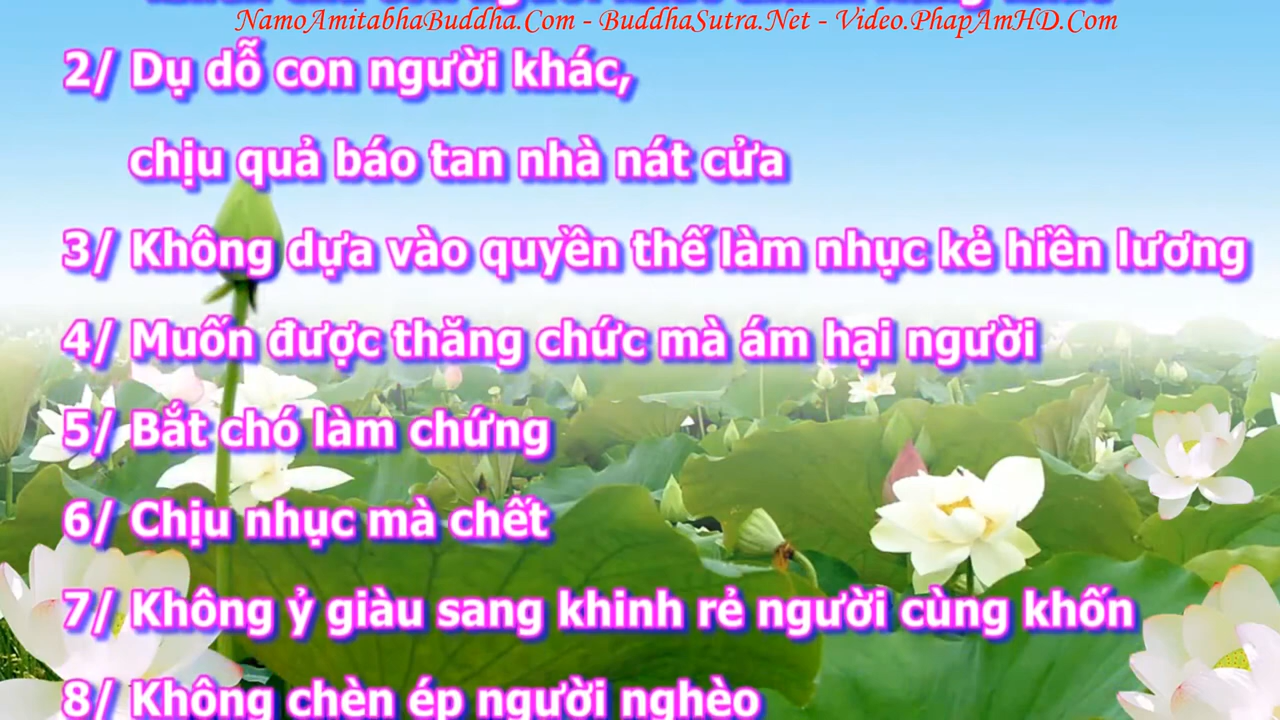 NamoAmitabhaBuddha.Com - BuddhaSutra.Net - Video.PhapAmHD.Com
2/ Dụ dỗ con người khác,
chịu quả báo tan nhà nát cửa
3/ Không dựa vào quyền thế làm nhục kẻ hiền lương
4/ Muốn được thăng chức mà ám hại người
5/ Bắt chó làm chứng
6/ Chịu nhục mà chết
7/ Không ỷ giàu sang khinh rẻ người cùng khốn
8/ Không chèn ép người nghèo